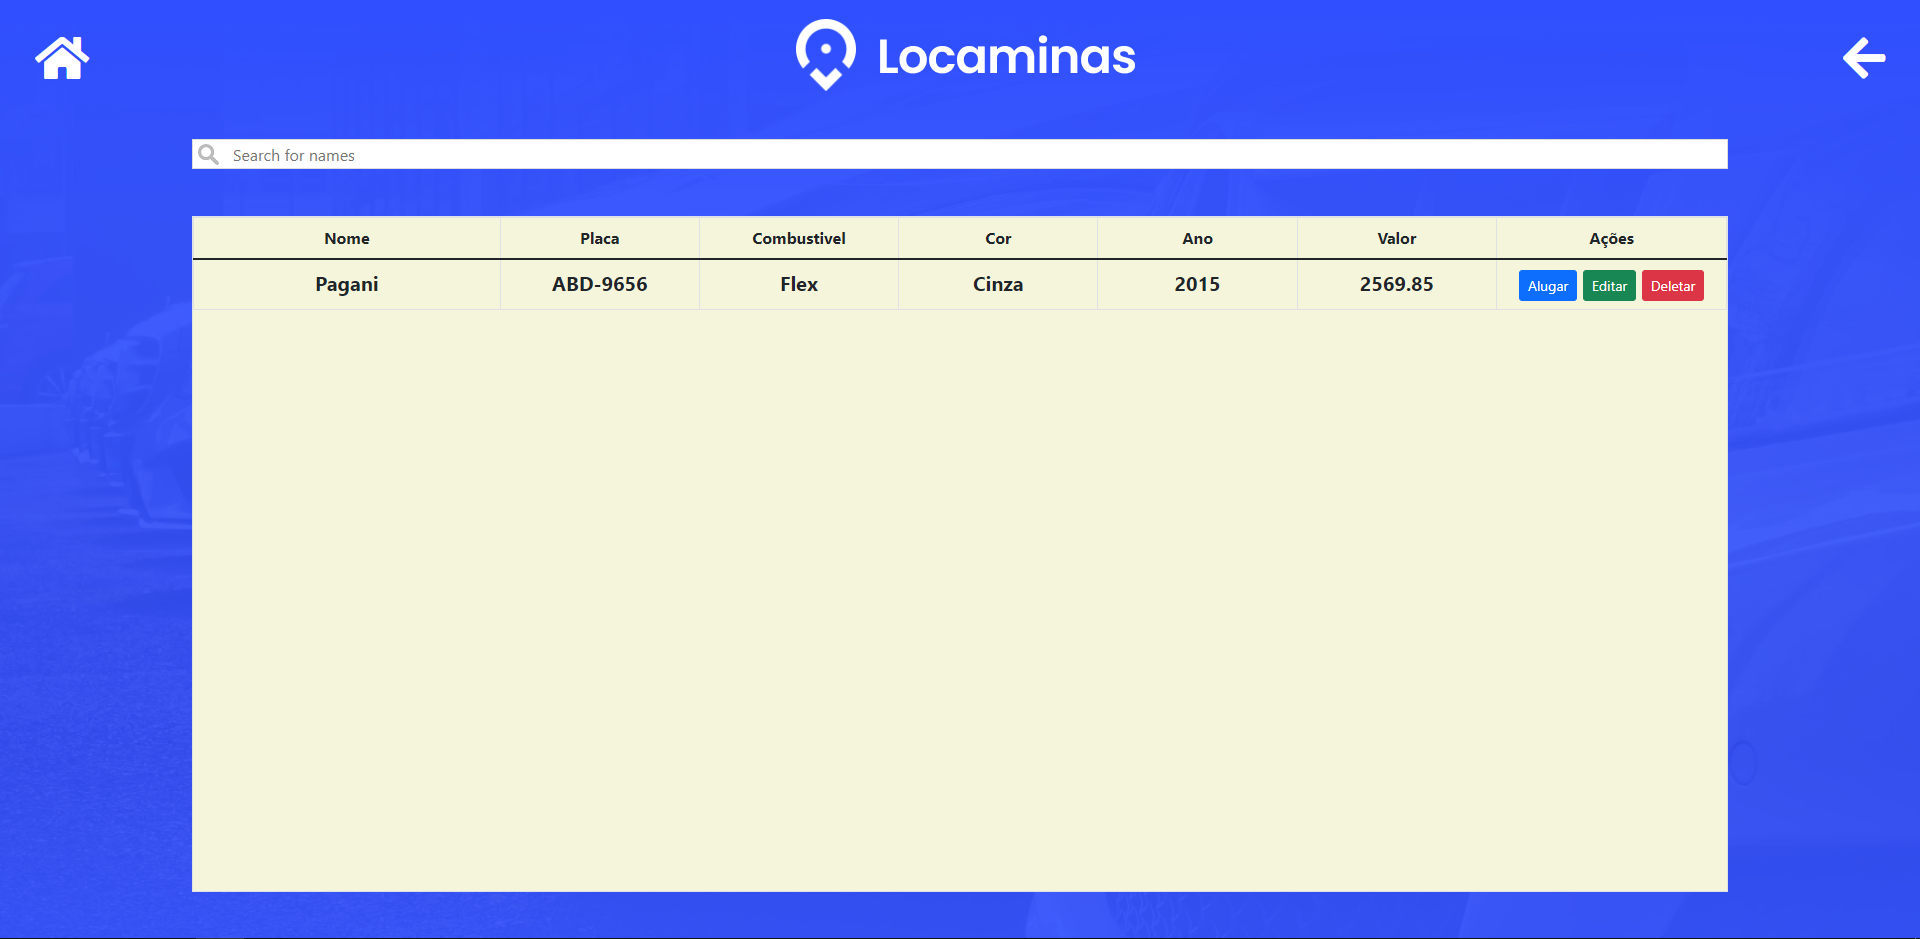 Locaminas
Search for names
Nome Placa Combustivel Cor Ano Valor Ações
Pagani ABD-9656 Flex Cinza 2015 2569.85 Alugar Editar Deletar